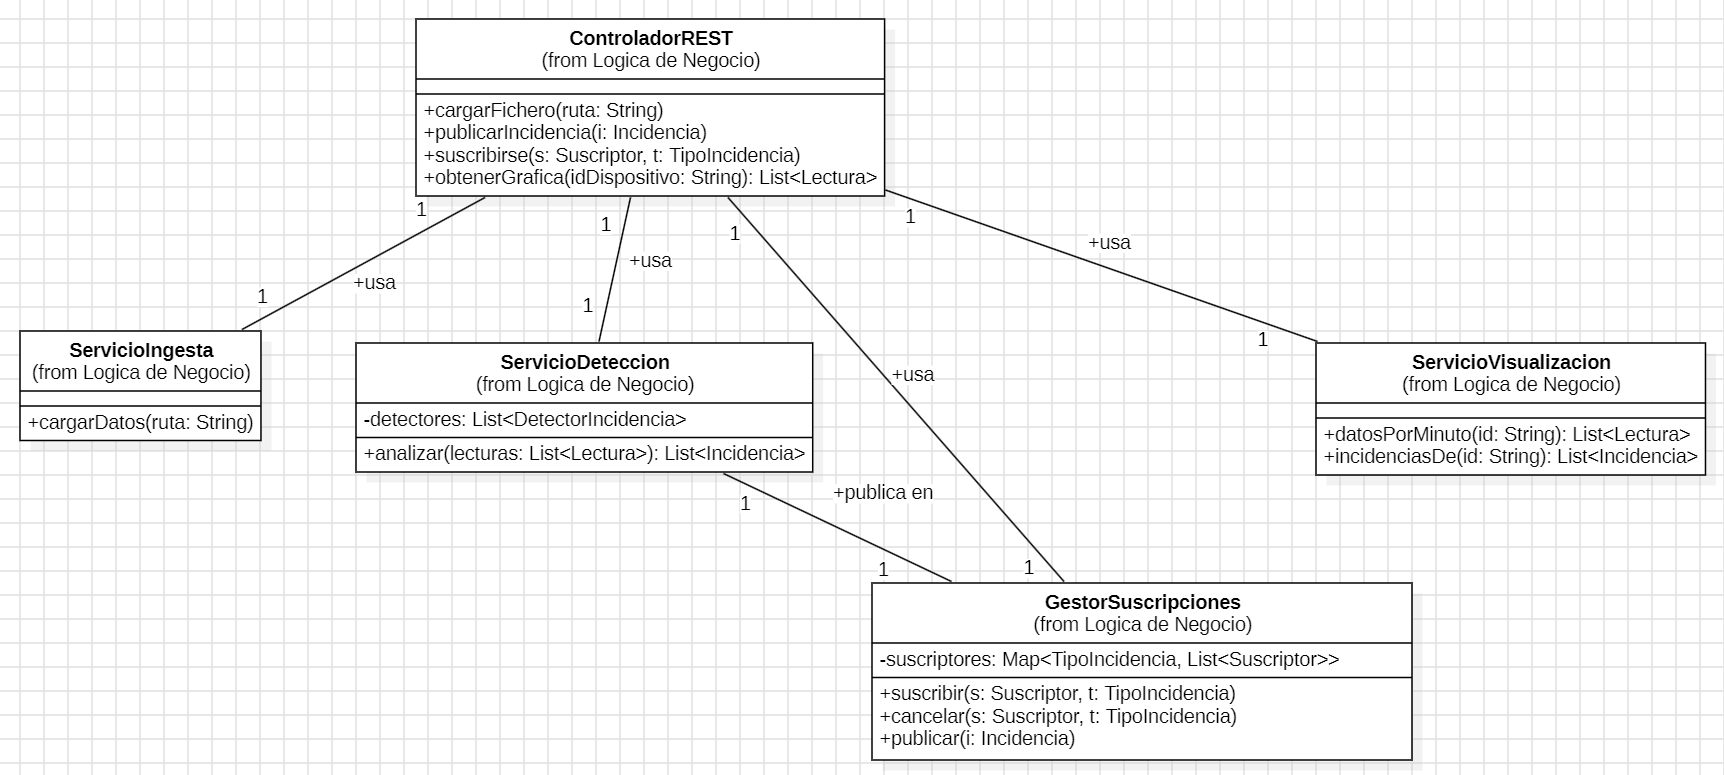 ControladorREST
(from Logica de Negocio)
+cargarFichero(ruta: String)
+publicarIncidencia(i: Incidencia)
+suscribirse(s: Suscriptor, t: TipoIncidencia)
+obtenerGrafica(idDispositivo: String): List<Lectura>
1
1
1
1
+usa
+usa
+usa
1
1
1
ServicioIngesta
(from Logica de Negocio)
+cargarDatos(ruta: String)
ServicioDeteccion
(from Logica de Negocio)
-detectores: List<DetectorIncidencia>
+analizar(lecturas: List<Lectura>): List<Incidencia>
+usa
ServicioVisualizacion
(from Logica de Negocio)
+datosPorMinuto(id: String): List<Lectura>
+incidenciasDe(id: String): List<Incidencia>
1
+publica en
1
1
GestorSuscripciones
(from Logica de Negocio)
-suscriptores: Map<TipoIncidencia, List<Suscriptor>>
+suscribir(s: Suscriptor, t: TipoIncidencia)
+cancelar(s: Suscriptor, t: TipoIncidencia)
+publicar(i: Incidencia)